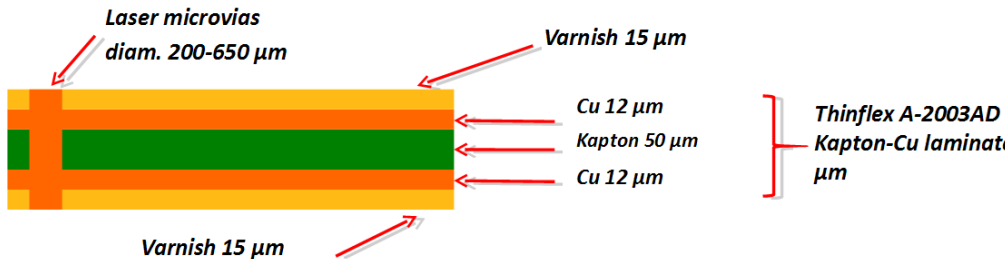 Laser microvias
diam. 200-650 µm
Varnish 15 µm
Cu 12 µm
Kapton 50 µm
Cu 12 µm
Thinflex A-2003AD
Kapton-Cu laminat
µm
Varnish 15 µm